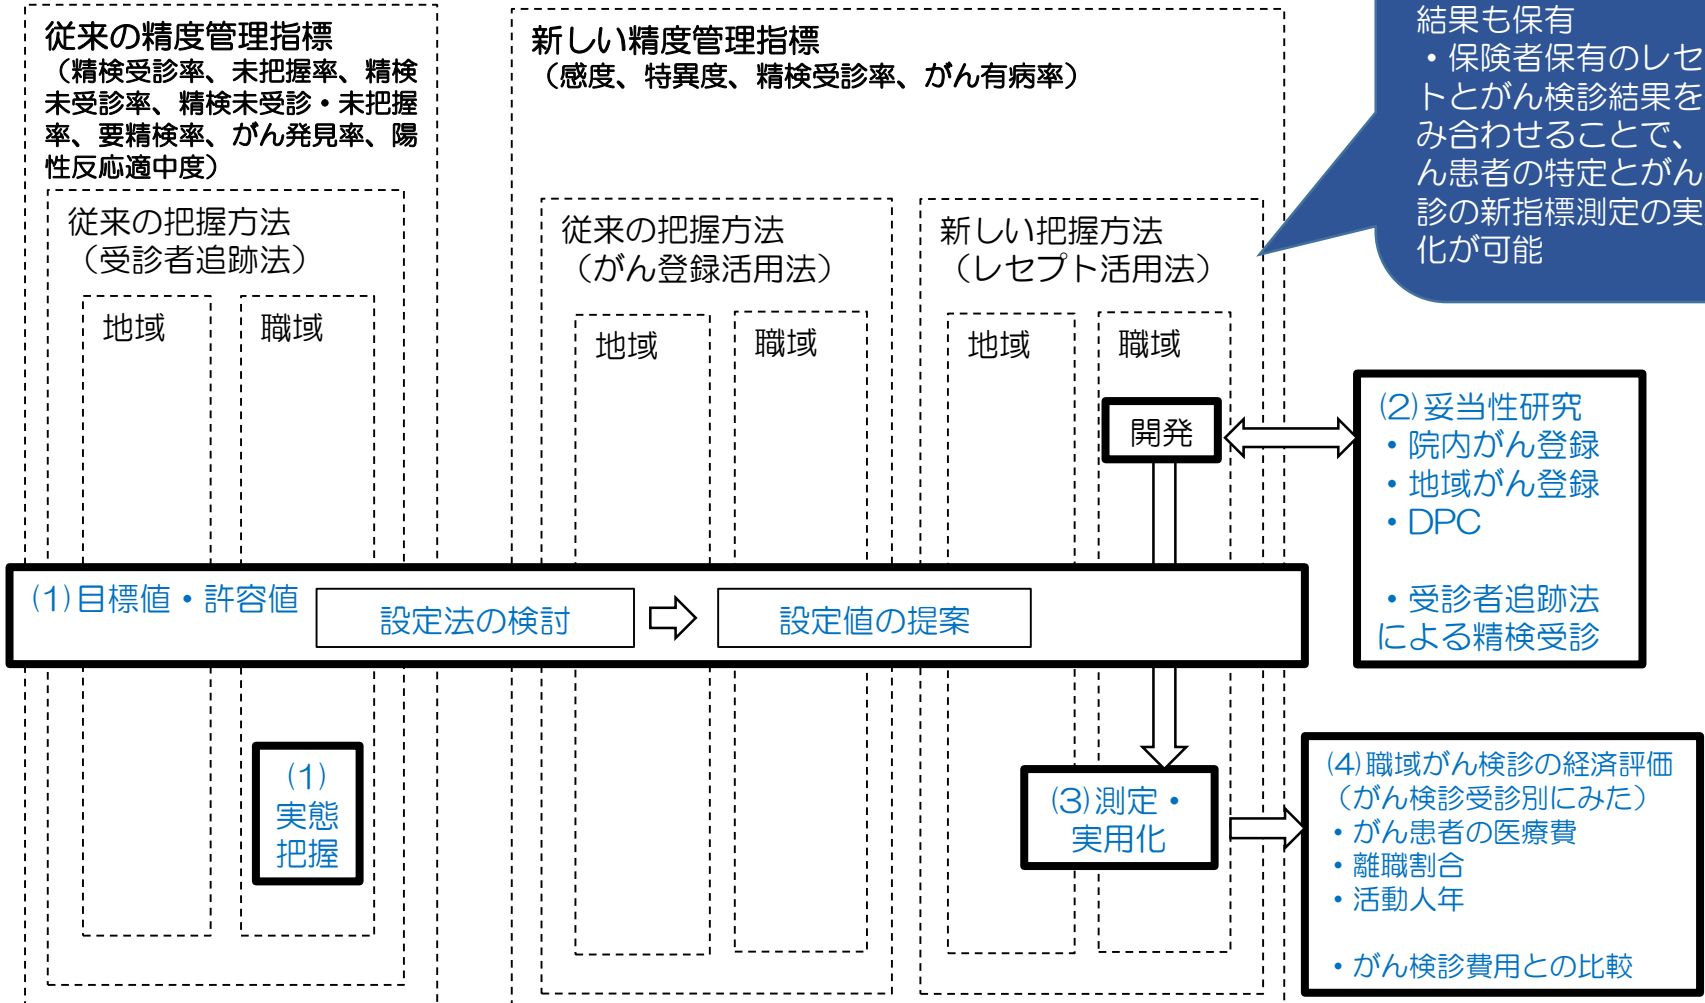 従来の精度管理指標
（精検受診率、未把握率、精検
未受診率、精検未受診・未把握
率、要精検率、がん発見率、陽
性反応適中度）
従来の把握方法
（受診者追跡法）
地域
職域
新しい精度管理指標
（感度、特異度、精検受診率、がん有病率）
従来の把握方法
（がん登録活用法）
地域
職域
新しい把握方法
（レセプト活用法）
地域
職域
結果も保有
・保険者保有のレセ
トとがん検診結果を
み合わせることで、
ん患者の特定とがん
診の新指標測定の実
化が可能
開発
(2)妥当性研究
・院内がん登録
・地域がん登録
・DPC
・受診者追跡法
による精検受診
(1)目標値・許容値
設定法の検討
設定値の提案
(1)
実態
把握
(3)測定・
実用化
(4)職域がん検診の経済評価
（がん検診受診別にみた）
・がん患者の医療費
・離職割合
・活動人年
・がん検診費用との比較